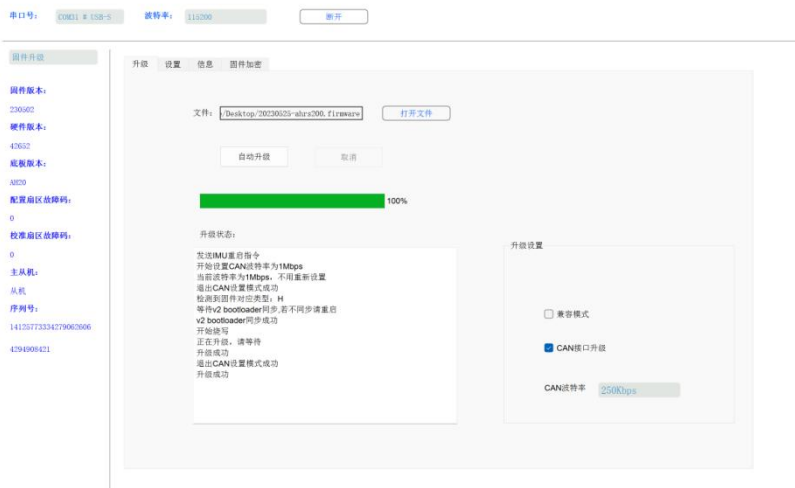 串口号： COM31 # USB-S 波特率： 115200 断开
固件升级
升级 设置 信息 固件加密
固件版本：
230502
硬件版本：
42652
底板版本：
AH20
配置扇区故障码：
0
校准扇区故障码：
0
主从机：
从机
序列号：
14125773334279062606
4294908421
文件： /Desktop/20230525-ahrs200.firmware 打开文件
自动升级 取消
100%
升级状态：
发送IMU重启指令
开始设置CAN波特率为1Mbps
当前波特率为1Mbps，不用重新设置
退出CAN设置模式成功
检测到固件对应类型：H
等待v2 bootloader同步,若不同步请重启
v2 bootloader同步成功
开始烧写
正在升级，请等待
升级成功
退出CAN设置模式成功
升级成功
升级设置
兼容模式
CAN接口升级
CAN波特率 250Kbps